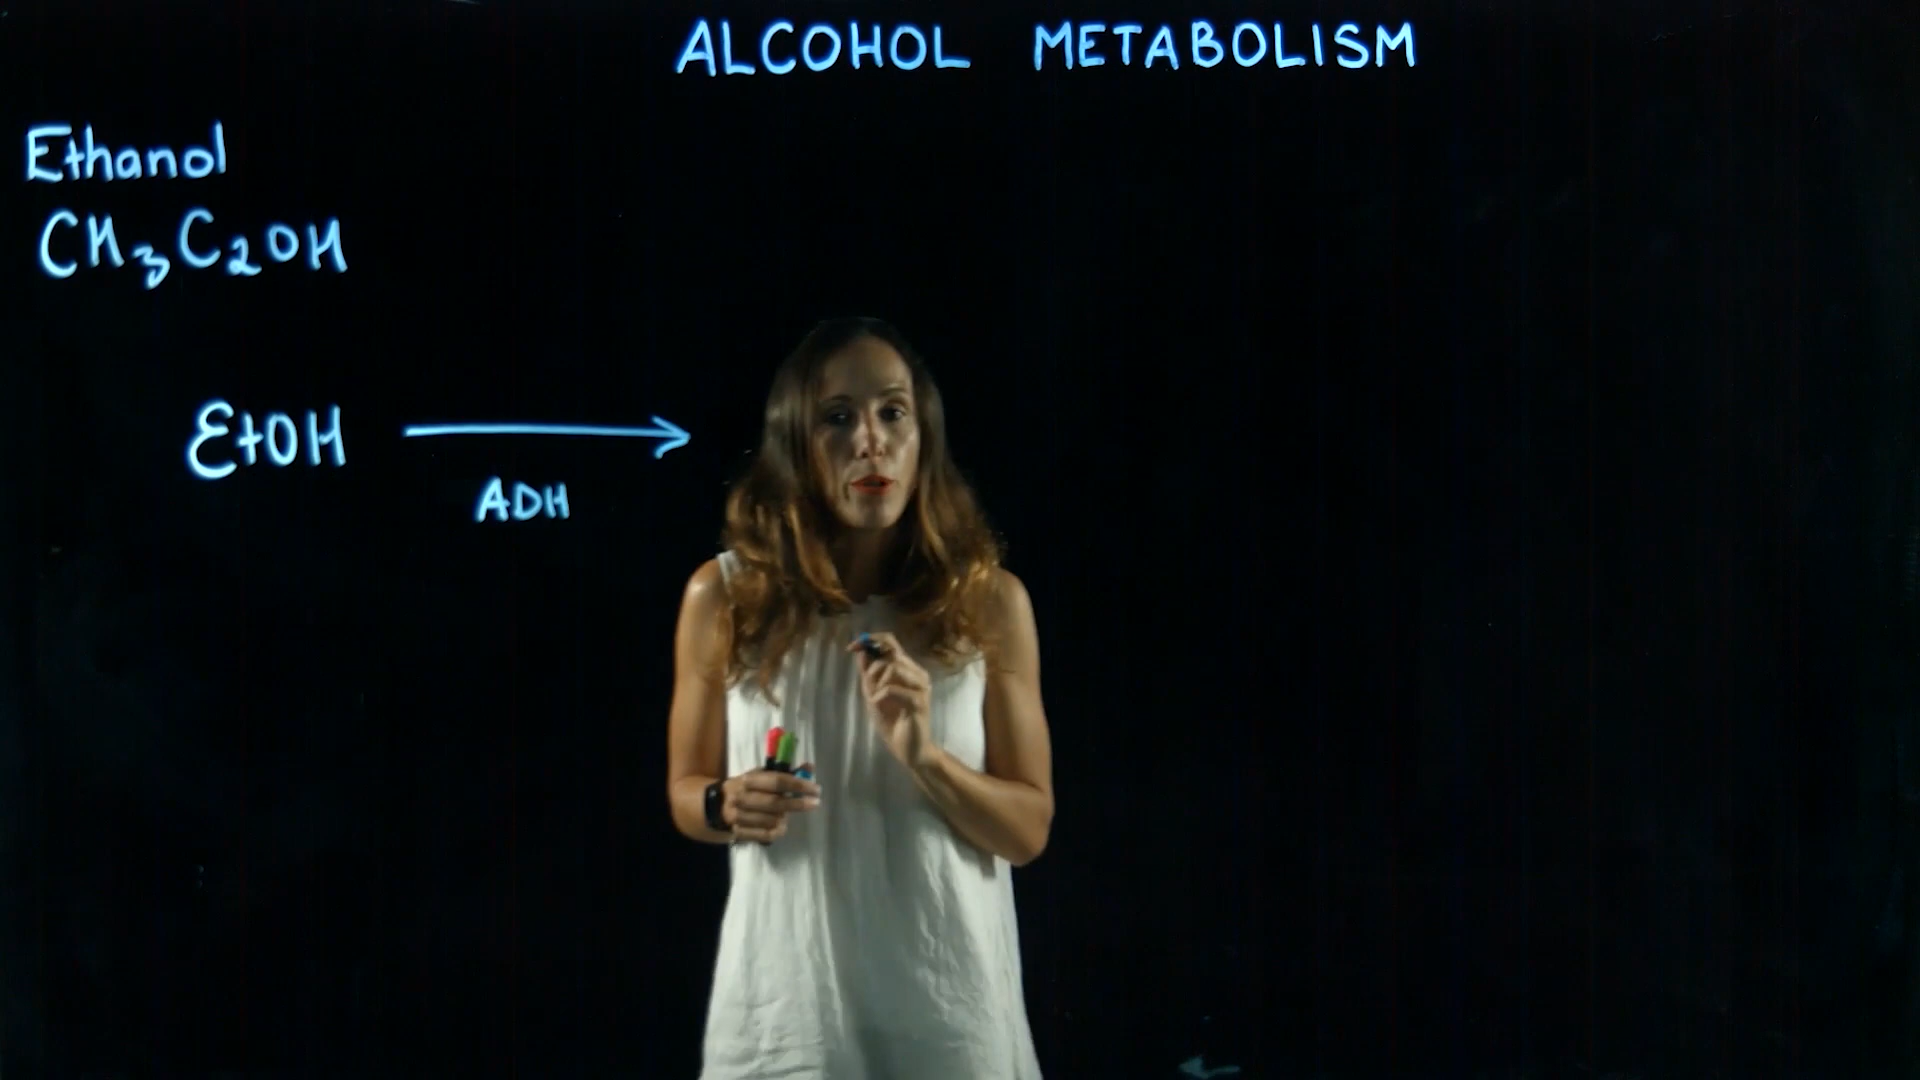 ALCOHOL METABOLISM
Ethanol
CH₃C₂OH
EtOH
ADH